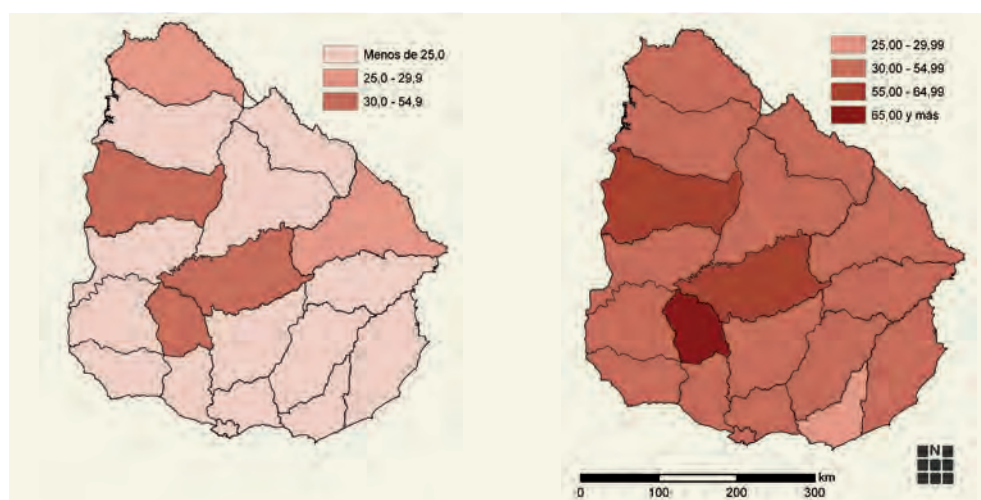 Menos de 25,0
25,0 - 29,9
30,0 - 54,9
25,00 - 29,99
30,00 - 54,99
55,00 - 64,99
65,00 y más
N
km
0 100 200 300